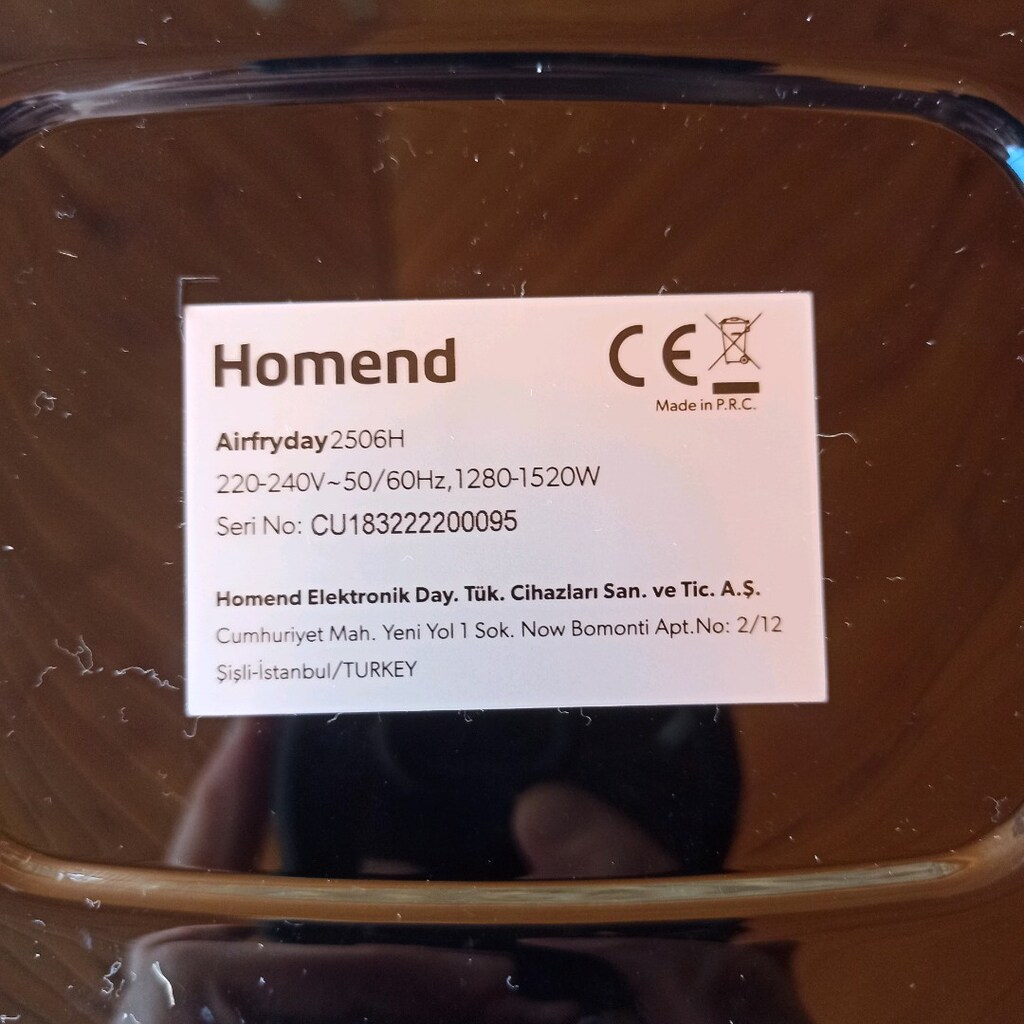 Homend
CE
Made in P.R.C.
Airfryday2506H
220-240V~50/60Hz,1280-1520W
Seri No: CU183222200095
Homend Elektronik Day. Tük. Cihazları San. ve Tic. A.Ş.
Cumhuriyet Mah. Yeni Yol 1 Sok. Now Bomonti Apt.No: 2/12
Şişli-İstanbul/TURKEY